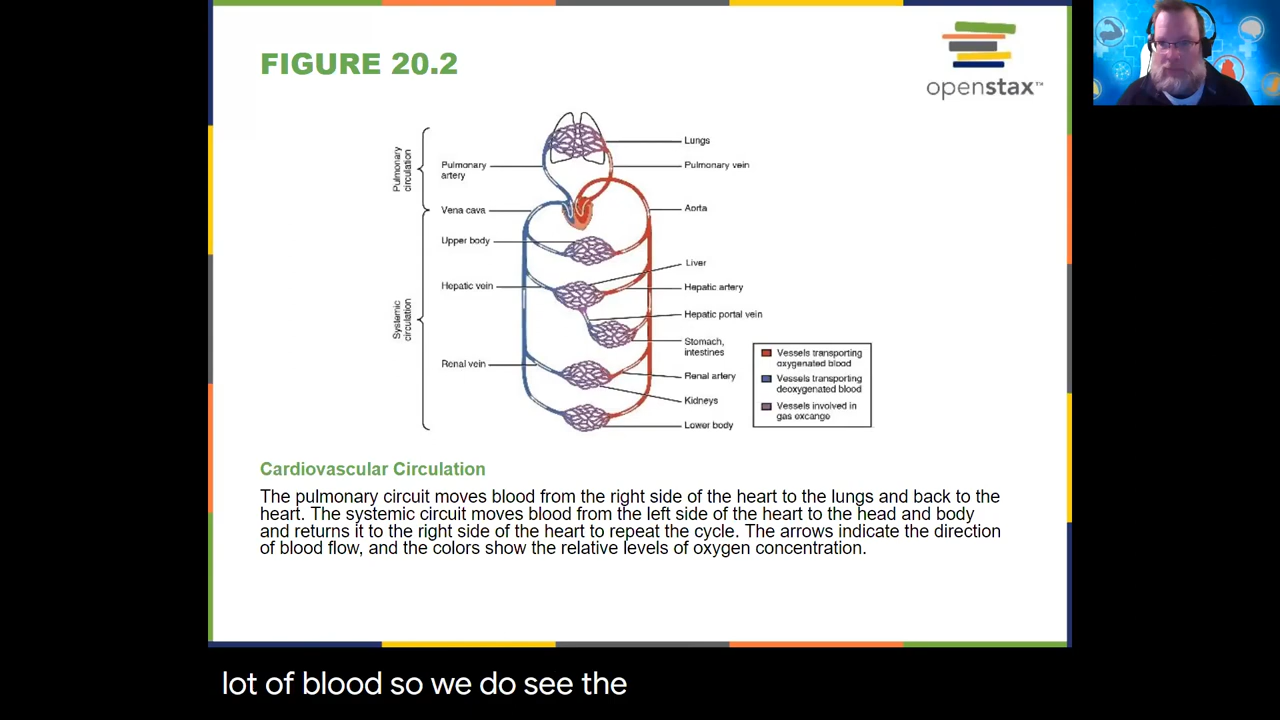 FIGURE 20.2
openstax™
Pulmonary
circulation
Systemic
circulation
Pulmonary
artery
Vena cava
Upper body
Hepatic vein
Renal vein
Lungs
Pulmonary vein
Aorta
Liver
Hepatic artery
Hepatic portal vein
Stomach,
intestines
Renal artery
Kidneys
Lower body
Vessels transporting
oxygenated blood
Vessels transporting
deoxygenated blood
Vessels involved in
gas excange
Cardiovascular Circulation
The pulmonary circuit moves blood from the right side of the heart to the lungs and back to the
heart. The systemic circuit moves blood from the left side of the heart to the head and body
and returns it to the right side of the heart to repeat the cycle. The arrows indicate the direction
of blood flow, and the colors show the relative levels of oxygen concentration.
lot of blood so we do see the